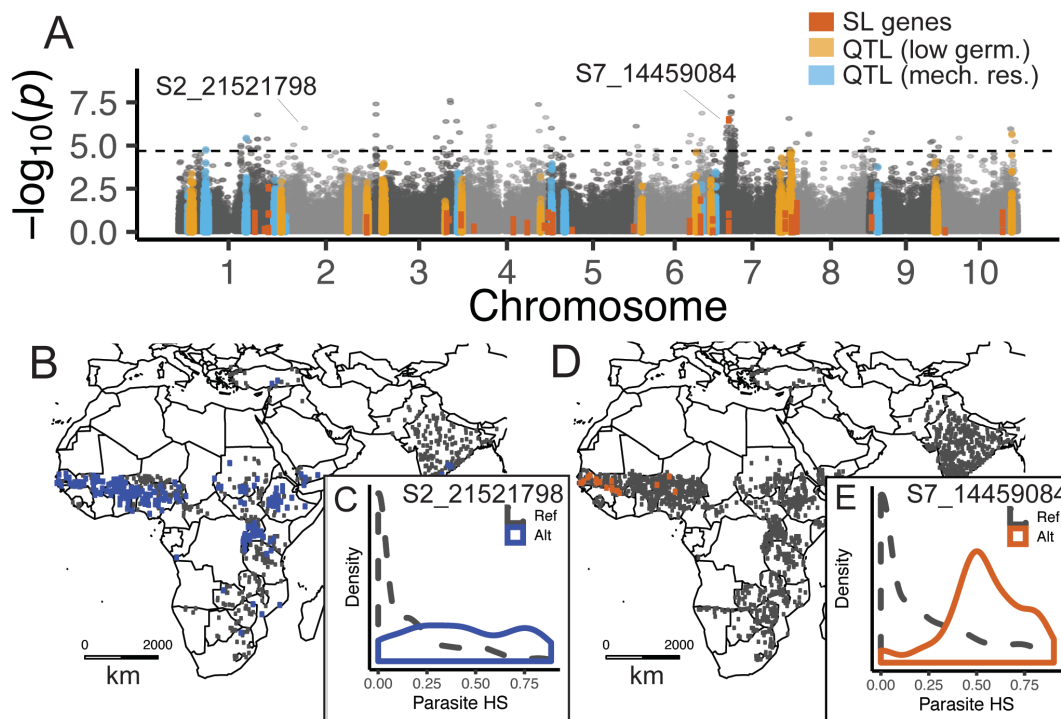 A
SL genes
QTL (low germ.)
QTL (mech. res.)
S2_21521798
S7_14459084
−log10(p)
7.5
5.0
2.5
0.0
1 2 3 4 5 6 7 8 9 10
Chromosome
B
0 2000
km
C
S2_21521798
Ref
Alt
Density
0.00 0.25 0.50 0.75
Parasite HS
D
0 2000
km
E
S7_14459084
Ref
Alt
Density
0.00 0.25 0.50 0.75
Parasite HS